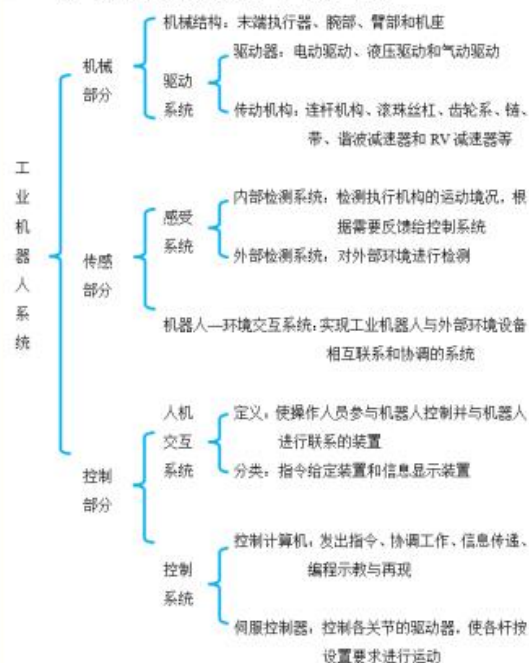 工业机器人系统
机械部分
机械结构：末端执行器、腕部、臂部和机座
驱动系统
驱动器：电动驱动、液压驱动和气动驱动
传动机构：连杆机构、滚珠丝杠、齿轮系、链、
带、谐波减速器和 RV 减速器等
传感部分
感受系统
内部检测系统：检测执行机构的运动境况，根
据需要反馈给控制系统
外部检测系统：对外部环境进行检测
机器人—环境交互系统：实现工业机器人与外部环境设备
相互联系和协调的系统
控制部分
人机交互系统
定义：使操作人员参与机器人控制并与机器人
进行联系的装置
分类：指令给定装置和信息显示装置
控制系统
控制计算机：发出指令、协调工作、信息传递、
编程示教与再现
伺服控制器：控制各关节的驱动器，使各杆按
设置要求进行运动